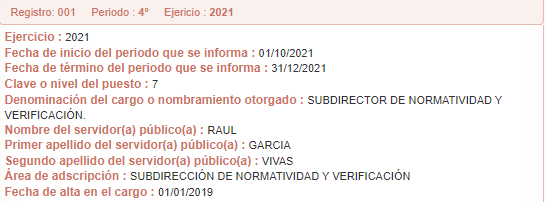 Registro: 001 Periodo : 4º Ejericio : 2021
Ejercicio : 2021
Fecha de inicio del periodo que se informa : 01/10/2021
Fecha de término del periodo que se informa : 31/12/2021
Clave o nivel del puesto : 7
Denominación del cargo o nombramiento otorgado : SUBDIRECTOR DE NORMATIVIDAD Y
VERIFICACIÓN.
Nombre del servidor(a) público(a) : RAUL
Primer apellido del servidor(a) público(a) : GARCIA
Segundo apellido del servidor(a) público(a) : VIVAS
Área de adscripción : SUBDIRECCIÓN DE NORMATIVIDAD Y VERIFICACIÓN
Fecha de alta en el cargo : 01/01/2019